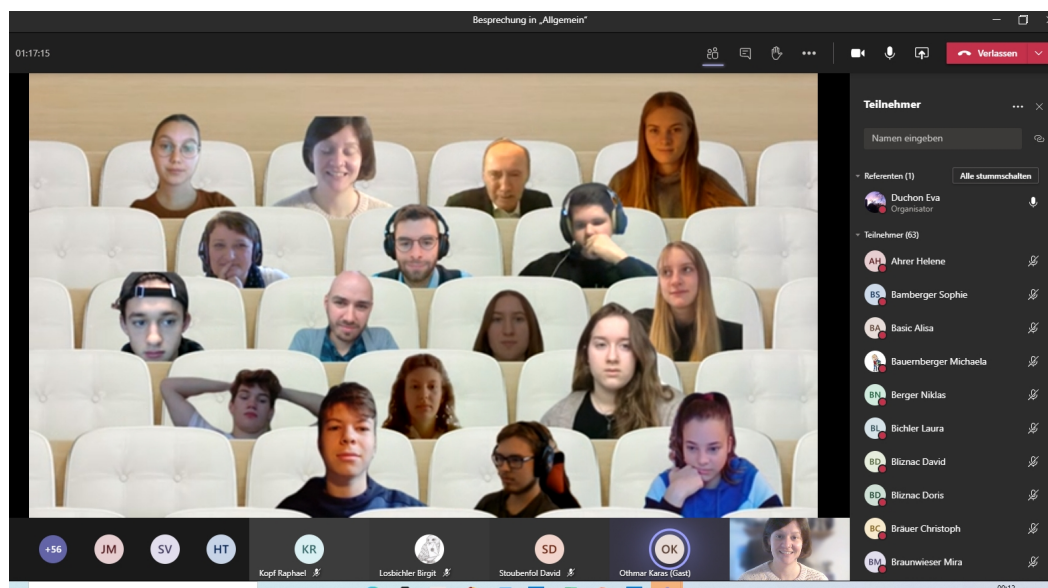 Besprechung in „Allgemein"
01:17:15
Verlassen
Teilnehmer
Namen eingeben
Referenten (1)
Alle stummschalten
Duchon Eva
Organisator
Teilnehmer (63)
AH Ahrer Helene
BS Bamberger Sophie
BA Basic Alisa
Bauernberger Michaela
BN Berger Niklas
BL Bichler Laura
BD Bliznac David
BD Bliznac Doris
BC Bräuer Christoph
BM Braunwieser Mira
+56
JM
SV
HT
KR
Kopf Raphael
Losbichler Birgit
SD
Stoubenfol David
OK
Othmar Karas (Gast)